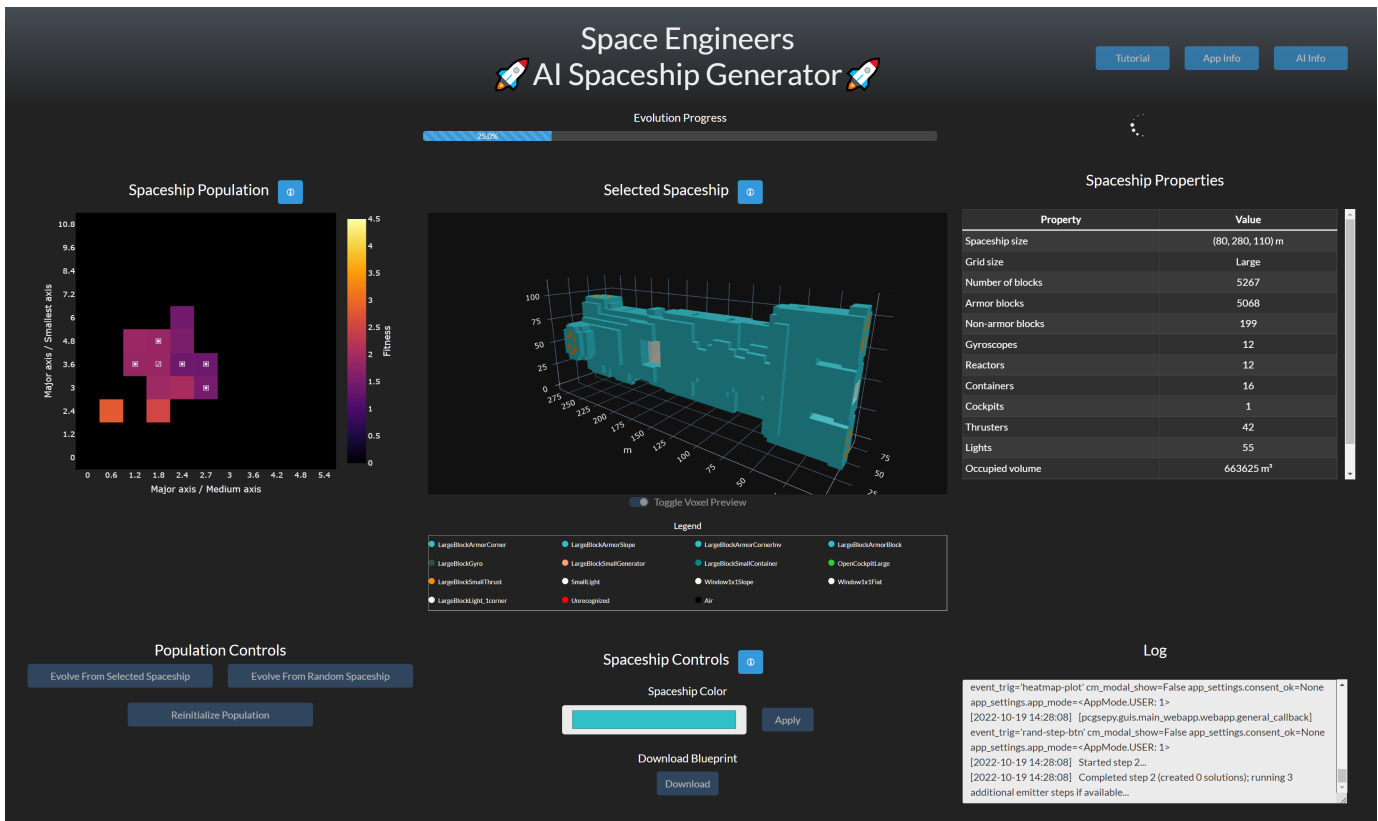 Space Engineers
🚀 AI Spaceship Generator 🚀
Tutorial
App Info
AI Info
Evolution Progress
25.0%
Spaceship Population
Selected Spaceship
Spaceship Properties
10.8
9.6
8.4
7.2
6
4.8
3.6
3
2.4
1.2
0
Major axis / Smallest axis
0 0.6 1.2 1.8 2.4 2.7 3 3.6 4.2 4.8 5.4
Major axis / Medium axis
4.5
4
3.5
3
2.5
2
1.5
1
0.5
0
Fitness
100
75
50
25
0
275
250
225
200
175
150
125
100
75
50
m
75
50
25
Toggle Voxel Preview
Property Value
Spaceship size (80, 280, 110) m
Grid size Large
Number of blocks 5267
Armor blocks 5068
Non-armor blocks 199
Gyroscopes 12
Reactors 12
Containers 16
Cockpits 1
Thrusters 42
Lights 55
Occupied volume 663625 m³
Legend
LargeBlockArmorCorner LargeBlockArmorSlope LargeBlockArmorCornerInv LargeBlockArmorBlock
LargeBlockGyro LargeBlockSmallGenerator LargeBlockSmallContainer OpenCockpitLarge
LargeBlockSmallThrust SmallLight Window1x1Slope Window1x1Flat
LargeBlockLight_1corner Unrecognized Air
Population Controls
Evolve From Selected Spaceship
Evolve From Random Spaceship
Reinitialize Population
Spaceship Controls
Spaceship Color
Apply
Download Blueprint
Download
Log
event_trig='heatmap-plot' cm_modal_show=False app_settings.consent_ok=None
app_settings.app_mode=<AppMode.USER: 1>
[2022-10-19 14:28:08] [pcgsepy.guis.main_webapp.webapp.general_callback]
event_trig='rand-step-btn' cm_modal_show=False app_settings.consent_ok=None
app_settings.app_mode=<AppMode.USER: 1>
[2022-10-19 14:28:08] Started step 2...
[2022-10-19 14:28:08] Completed step 2 (created 0 solutions); running 3
additional emitter steps if available...